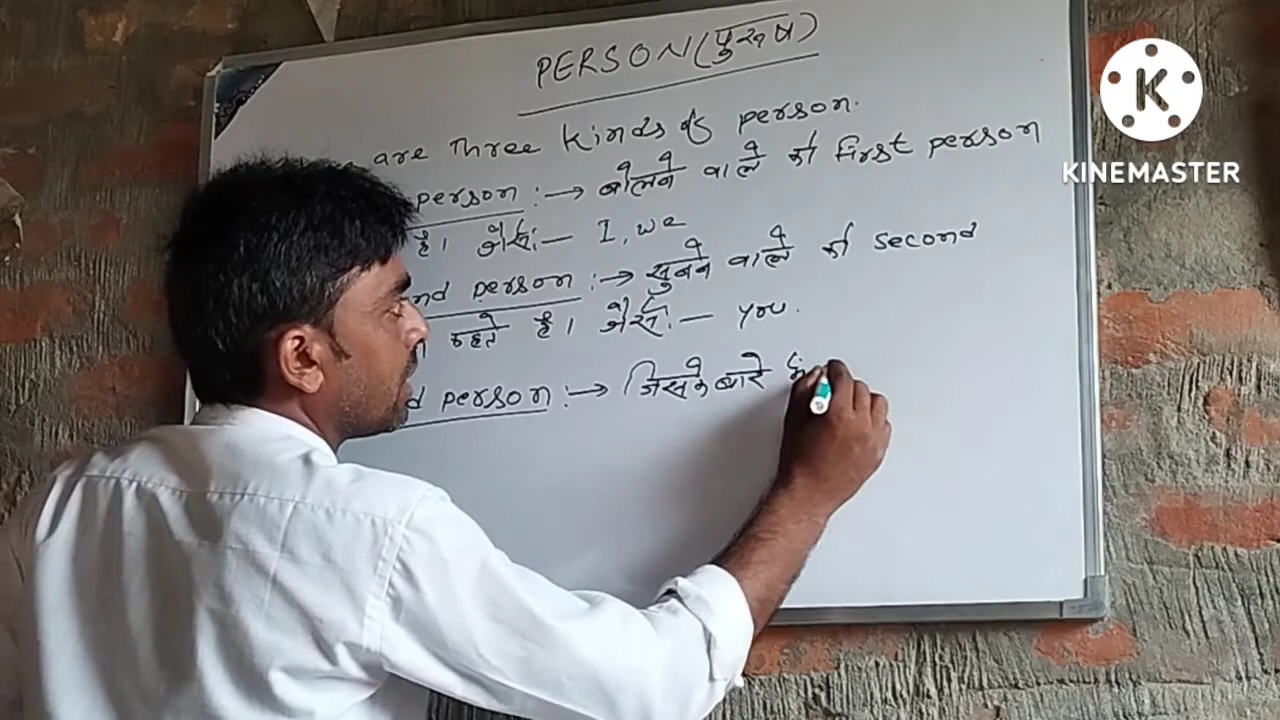 PERSON (पुरुष)
are Three kinds of person.
person :→ बोलने वाले को first person
है। जैसे:— I, we
nd person :→ सुनने वाले को second
कहते है। जैसे:— you.
d person :→ जिसके बारे में
K
KINEMASTER